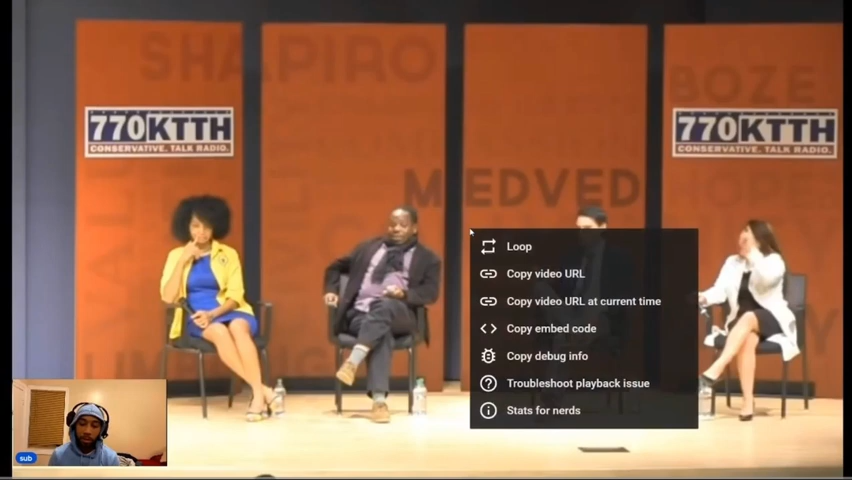 SHAPIRO
BOZE
770KTTH
CONSERVATIVE. TALK RADIO.
770KTTH
CONSERVATIVE. TALK RADIO.
MEDVED
Loop
Copy video URL
Copy video URL at current time
Copy embed code
Copy debug info
Troubleshoot playback issue
Stats for nerds
sub